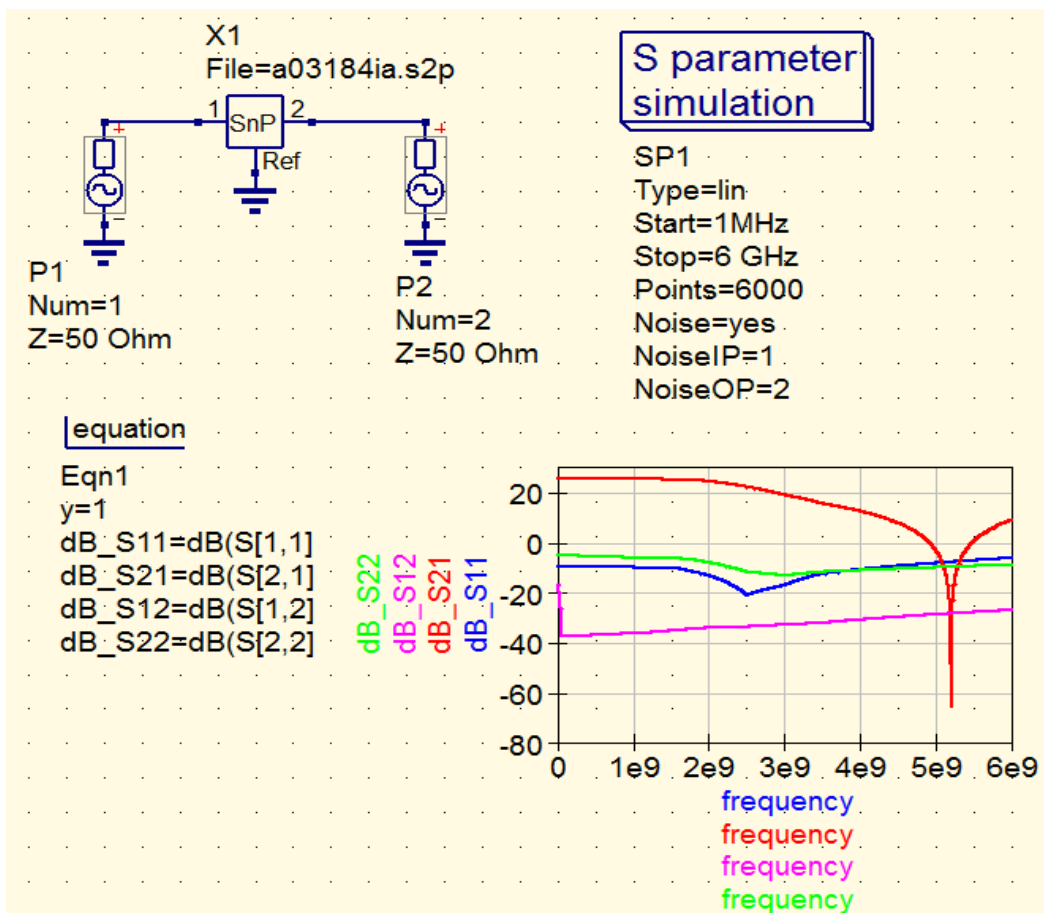 X1
File=a03184ia.s2p
1
SnP
2
Ref
+
-
+
-
P1
Num=1
Z=50 Ohm
P2
Num=2
Z=50 Ohm
S parameter
simulation
SP1
Type=lin
Start=1MHz
Stop=6 GHz
Points=6000
Noise=yes
NoiseIP=1
NoiseOP=2
equation
Eqn1
y=1
dB_S11=dB(S[1,1]
dB_S21=dB(S[2,1]
dB_S12=dB(S[1,2]
dB_S22=dB(S[2,2]
dB_S22
dB_S12
dB_S21
dB_S11
20
0
-20
-40
-60
-80
0 1e9 2e9 3e9 4e9 5e9 6e9
frequency
frequency
frequency
frequency